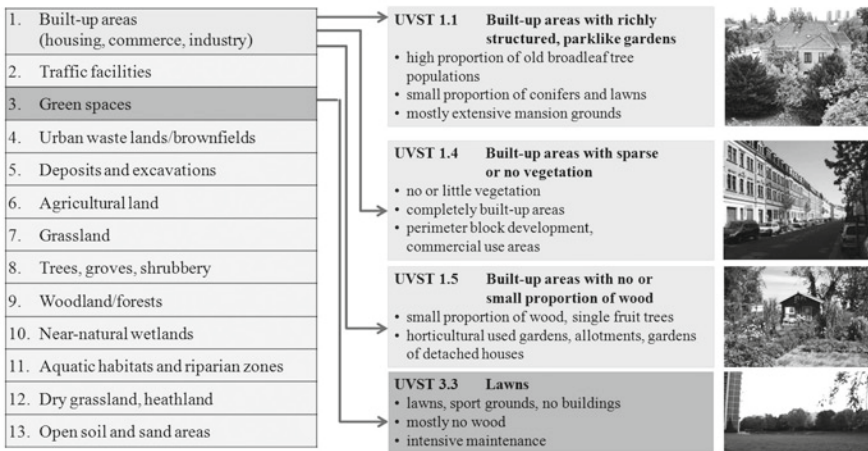 1. Built-up areas
(housing, commerce, industry)
2. Traffic facilities
3. Green spaces
4. Urban waste lands/brownfields
5. Deposits and excavations
6. Agricultural land
7. Grassland
8. Trees, groves, shrubbery
9. Woodland/forests
10. Near-natural wetlands
11. Aquatic habitats and riparian zones
12. Dry grassland, heathland
13. Open soil and sand areas
UVST 1.1 Built-up areas with richly
structured, parklike gardens
• high proportion of old broadleaf tree
populations
• small proportion of conifers and lawns
• mostly extensive mansion grounds
UVST 1.4 Built-up areas with sparse
or no vegetation
• no or little vegetation
• completely built-up areas
• perimeter block development,
commercial use areas
UVST 1.5 Built-up areas with no or
small proportion of wood
• small proportion of wood, single fruit trees
• horticultural used gardens, allotments, gardens
of detached houses
UVST 3.3 Lawns
• lawns, sport grounds, no buildings
• mostly no wood
• intensive maintenance